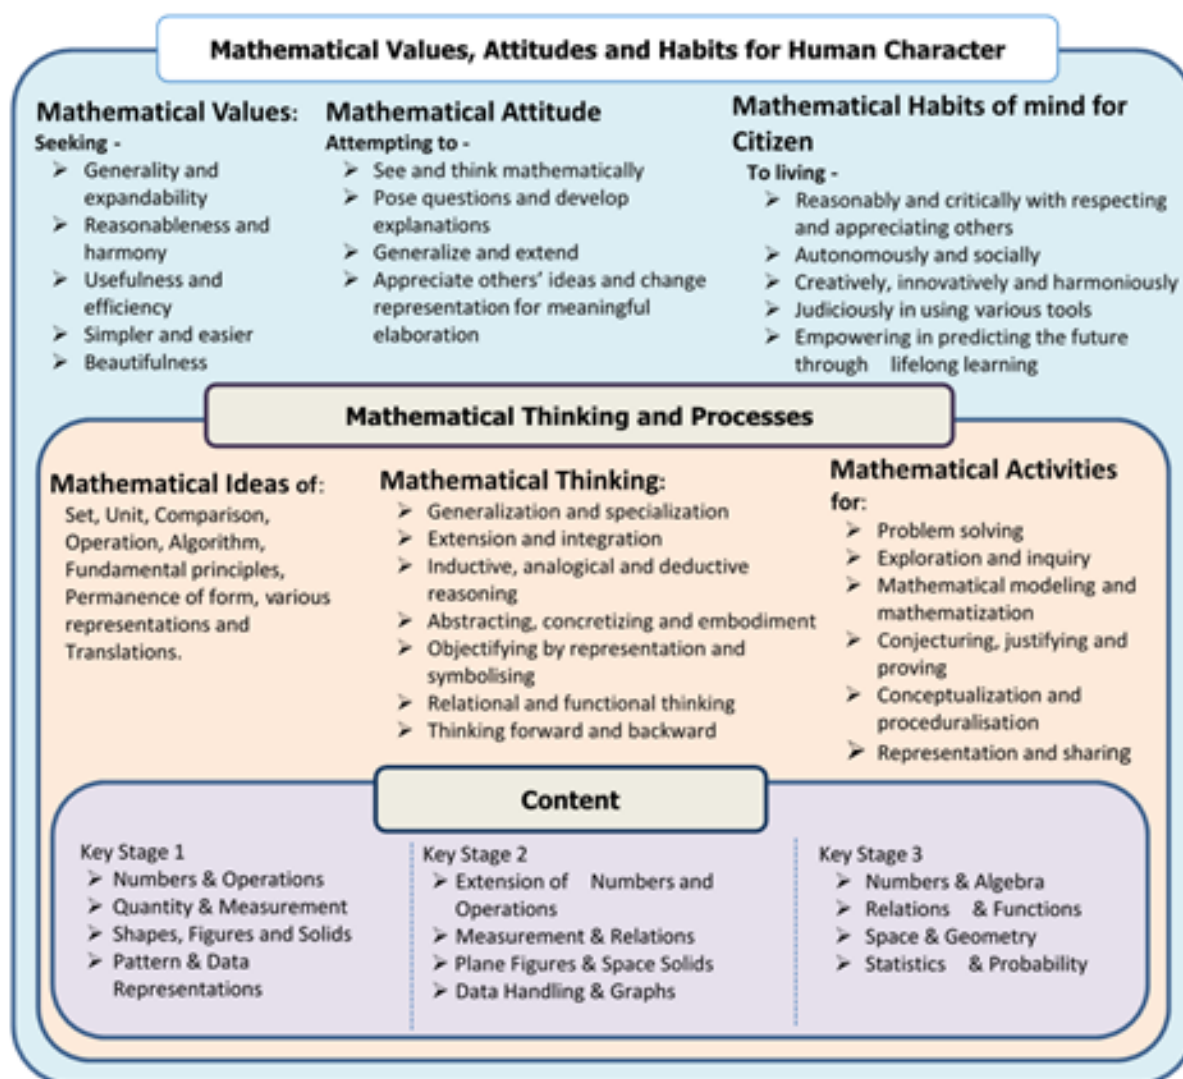 Mathematical Values, Attitudes and Habits for Human Character
Mathematical Values:
Seeking -
➤ Generality and
expandability
➤ Reasonableness and
harmony
➤ Usefulness and
efficiency
➤ Simpler and easier
➤ Beautifulness
Mathematical Attitude
Attempting to -
➤ See and think mathematically
➤ Pose questions and develop
explanations
➤ Generalize and extend
➤ Appreciate others' ideas and change
representation for meaningful
elaboration
Mathematical Habits of mind for
Citizen
To living -
➤ Reasonably and critically with respecting
and appreciating others
➤ Autonomously and socially
➤ Creatively, innovatively and harmoniously
➤ Judiciously in using various tools
➤ Empowering in predicting the future
through lifelong learning
Mathematical Thinking and Processes
Mathematical Ideas of:
Set, Unit, Comparison,
Operation, Algorithm,
Fundamental principles,
Permanence of form, various
representations and
Translations.
Mathematical Thinking:
➤ Generalization and specialization
➤ Extension and integration
➤ Inductive, analogical and deductive
reasoning
➤ Abstracting, concretizing and embodiment
➤ Objectifying by representation and
symbolising
➤ Relational and functional thinking
➤ Thinking forward and backward
Mathematical Activities
for:
➤ Problem solving
➤ Exploration and inquiry
➤ Mathematical modeling and
mathematization
➤ Conjecturing, justifying and
proving
➤ Conceptualization and
proceduralisation
➤ Representation and sharing
Content
Key Stage 1
➤ Numbers & Operations
➤ Quantity & Measurement
➤ Shapes, Figures and Solids
➤ Pattern & Data
Representations
Key Stage 2
➤ Extension of Numbers and
Operations
➤ Measurement & Relations
➤ Plane Figures & Space Solids
➤ Data Handling & Graphs
Key Stage 3
➤ Numbers & Algebra
➤ Relations & Functions
➤ Space & Geometry
➤ Statistics & Probability